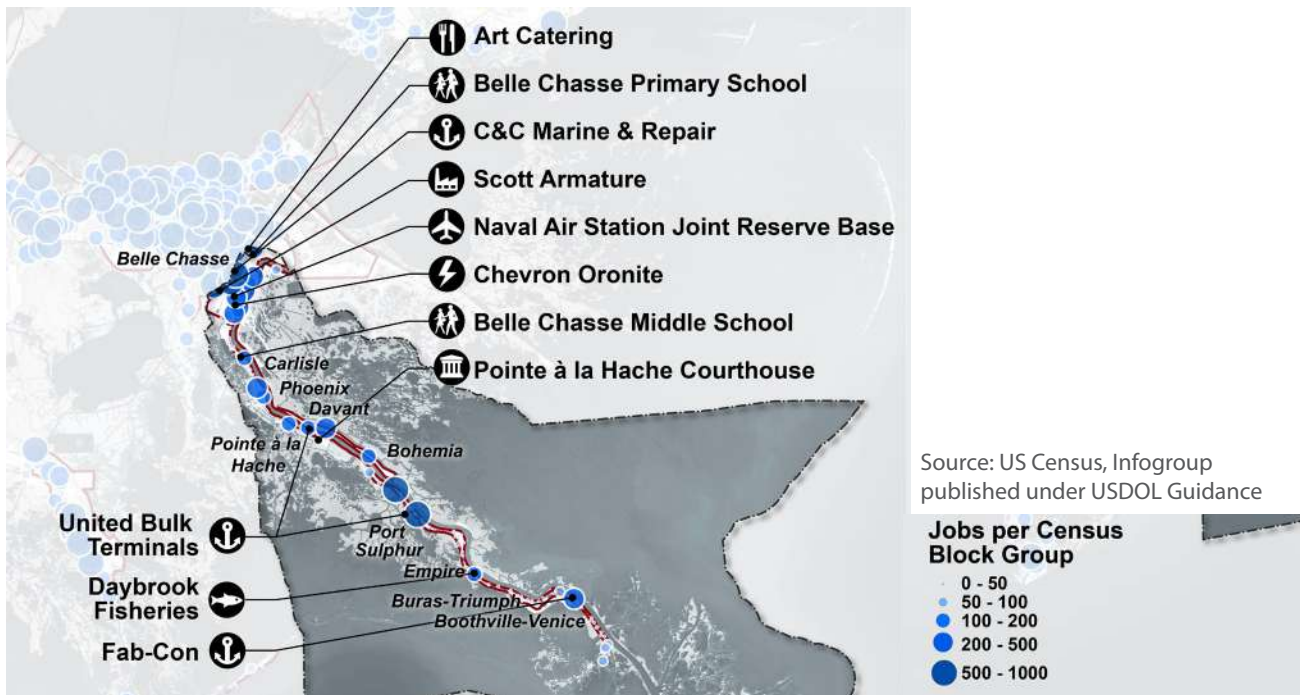 Art Catering
Belle Chasse Primary School
C&C Marine & Repair
Scott Armature
Naval Air Station Joint Reserve Base
Chevron Oronite
Belle Chasse Middle School
Pointe à la Hache Courthouse
Belle Chasse
Carlisle
Phoenix
Davant
Pointe à la
Hache
Bohemia
Port
Sulphur
Empire
Buras-Triumph
Boothville-Venice
United Bulk
Terminals
Daybrook
Fisheries
Fab-Con
Source: US Census, Infogroup
published under USDOL Guidance
Jobs per Census
Block Group
0 - 50
50 - 100
100 - 200
200 - 500
500 - 1000